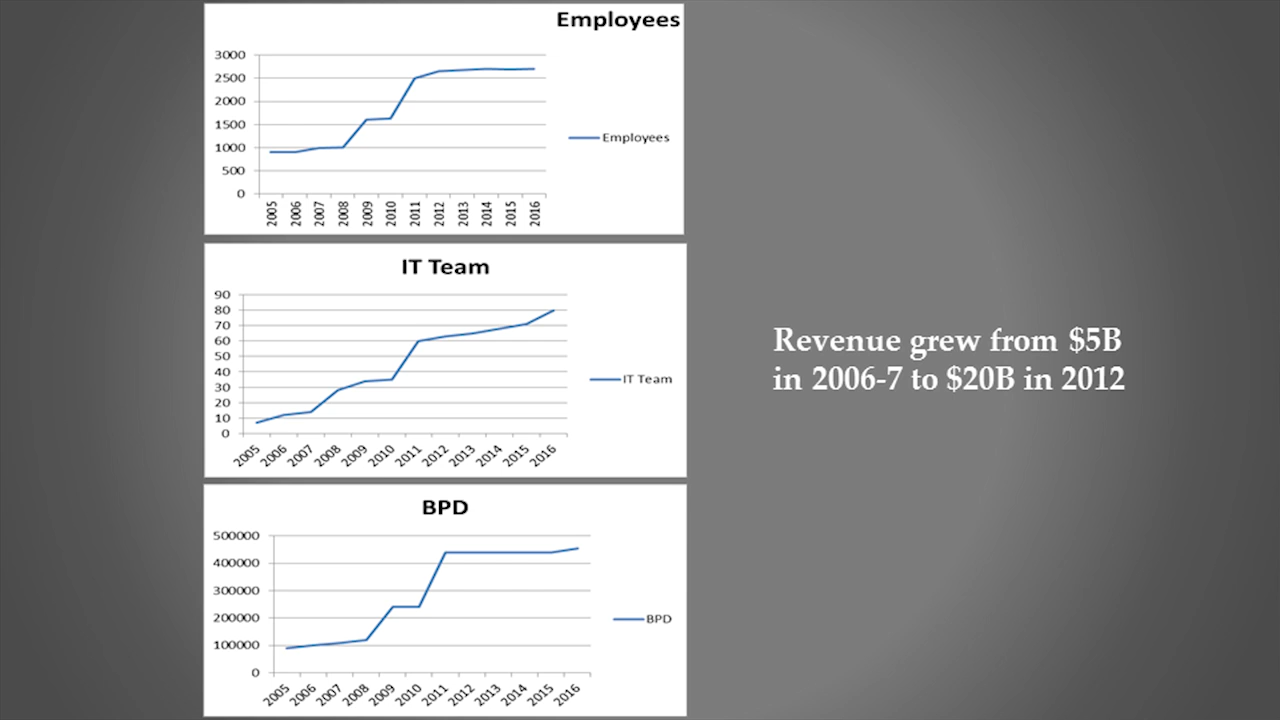 Employees
3000
2500
2000
1500
1000
500
0
2005 2006 2007 2008 2009 2010 2011 2012 2013 2014 2015 2016
Employees
IT Team
90
80
70
60
50
40
30
20
10
0
2005 2006 2007 2008 2009 2010 2011 2012 2013 2014 2015 2016
IT Team
BPD
500000
400000
300000
200000
100000
0
2005 2006 2007 2008 2009 2010 2011 2012 2013 2014 2015 2016
BPD
Revenue grew from $5B
in 2006-7 to $20B in 2012